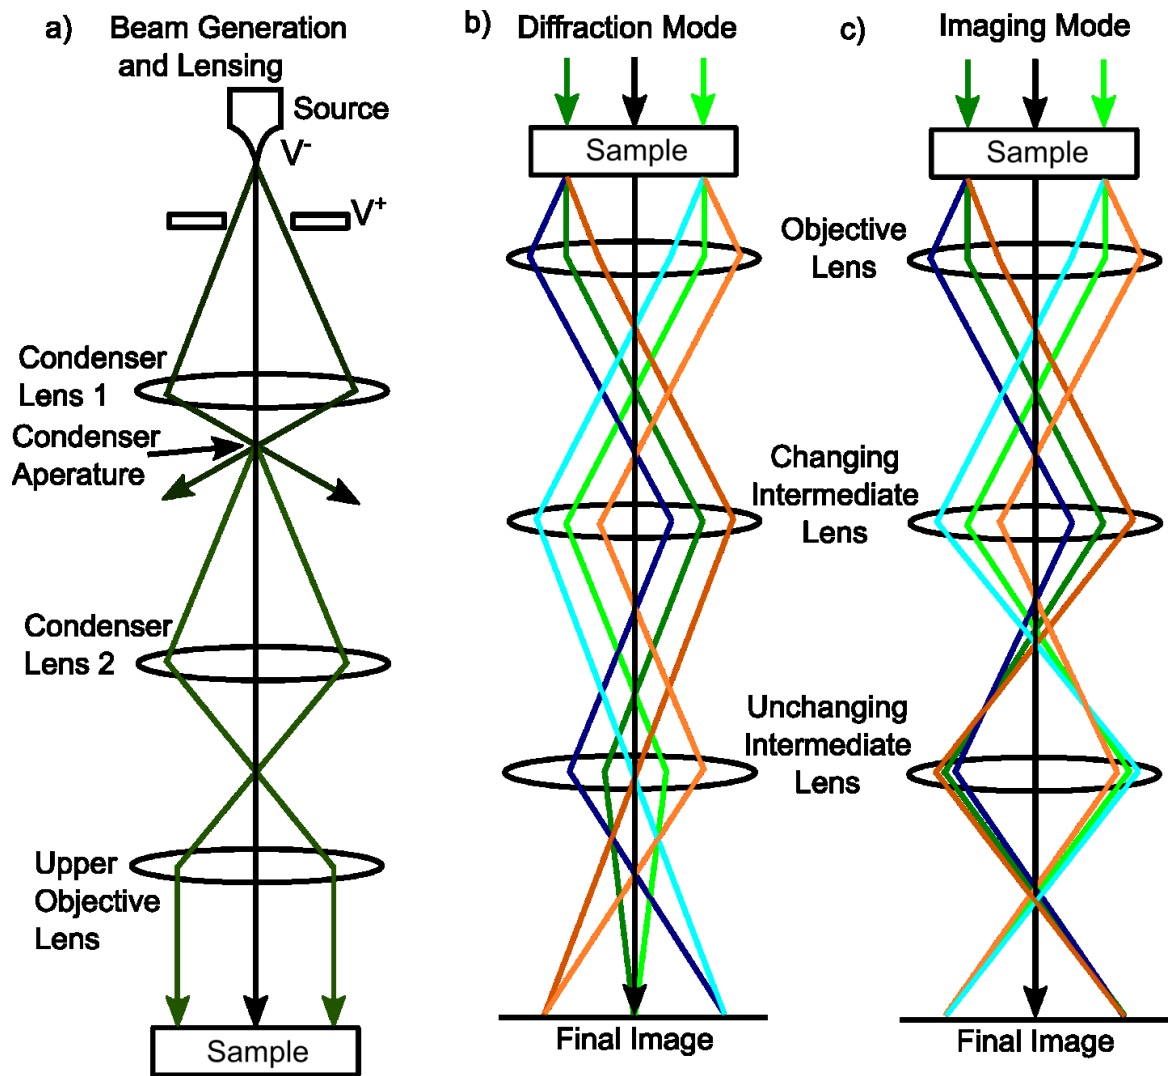 a)
Beam Generation
and Lensing
Source
V-
V+
Condenser
Lens 1
Condenser
Aperature
Condenser
Lens 2
Upper
Objective
Lens
Sample
b)
Diffraction Mode
Sample
Objective
Lens
Changing
Intermediate
Lens
Unchanging
Intermediate
Lens
Final Image
c)
Imaging Mode
Sample
Final Image